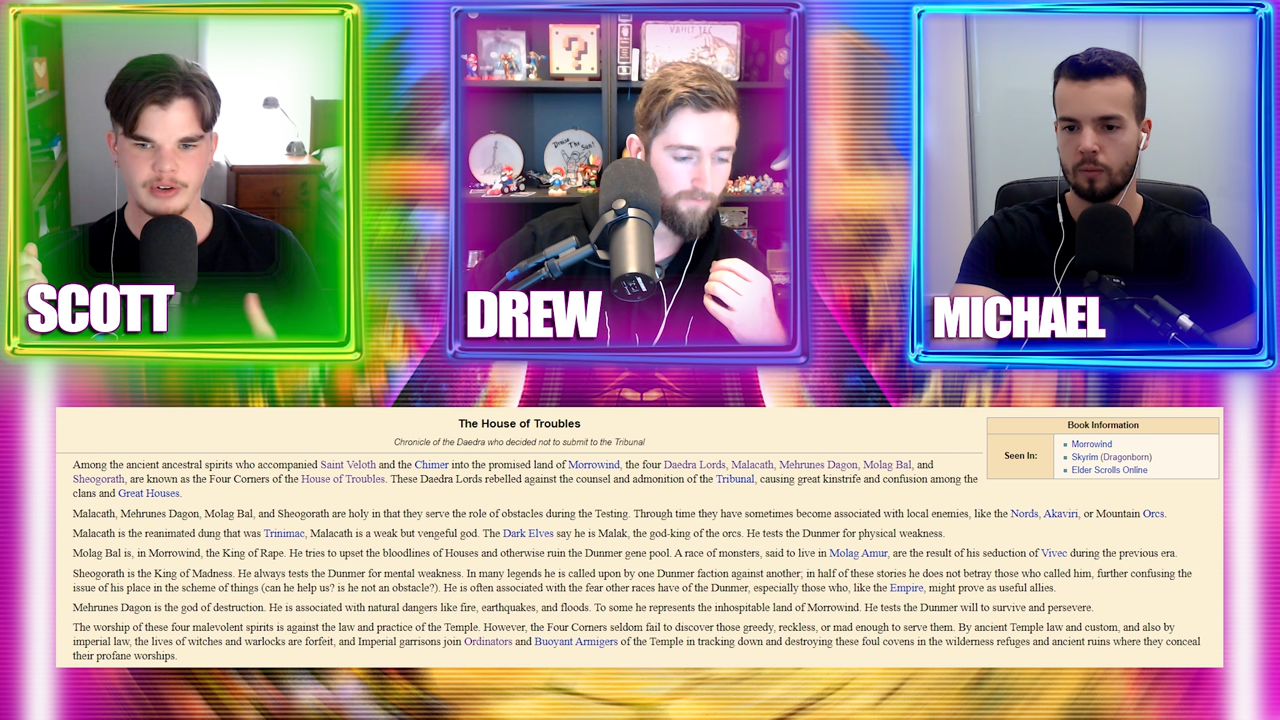 VAULT TEC
Praise The Sun!
SCOTT
DREW
MICHAEL
The House of Troubles
Chronicle of the Daedra who decided not to submit to the Tribunal
Book Information
Seen In:
Morrowind
Skyrim (Dragonborn)
Elder Scrolls Online
Among the ancient ancestral spirits who accompanied Saint Veloth and the Chimer into the promised land of Morrowind, the four Daedra Lords, Malacath, Mehrunes Dagon, Molag Bal, and
Sheogorath, are known as the Four Corners of the House of Troubles. These Daedra Lords rebelled against the counsel and admonition of the Tribunal, causing great kinstrife and confusion among the
clans and Great Houses.
Malacath, Mehrunes Dagon, Molag Bal, and Sheogorath are holy in that they serve the role of obstacles during the Testing. Through time they have sometimes become associated with local enemies, like the Nords, Akaviri, or Mountain Orcs.
Malacath is the reanimated dung that was Trinimac, Malacath is a weak but vengeful god. The Dark Elves say he is Malak, the god-king of the orcs. He tests the Dunmer for physical weakness.
Molag Bal is, in Morrowind, the King of Rape. He tries to upset the bloodlines of Houses and otherwise ruin the Dunmer gene pool. A race of monsters, said to live in Molag Amur, are the result of his seduction of Vivec during the previous era.
Sheogorath is the King of Madness. He always tests the Dunmer for mental weakness. In many legends he is called upon by one Dunmer faction against another; in half of these stories he does not betray those who called him, further confusing the
issue of his place in the scheme of things (can he help us? is he not an obstacle?). He is often associated with the fear other races have of the Dunmer, especially those who, like the Empire, might prove as useful allies.
Mehrunes Dagon is the god of destruction. He is associated with natural dangers like fire, earthquakes, and floods. To some he represents the inhospitable land of Morrowind. He tests the Dunmer will to survive and persevere.
The worship of these four malevolent spirits is against the law and practice of the Temple. However, the Four Corners seldom fail to discover those greedy, reckless, or mad enough to serve them. By ancient Temple law and custom, and also by
imperial law, the lives of witches and warlocks are forfeit, and Imperial garrisons join Ordinators and Buoyant Armigers of the Temple in tracking down and destroying these foul covens in the wilderness refuges and ancient ruins where they conceal
their profane worships.